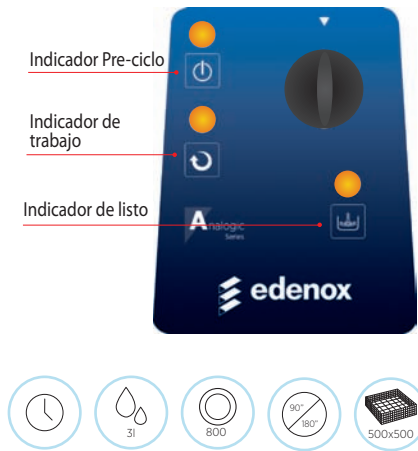 Indicador Pre-ciclo
Indicador de
trabajo
Indicador de listo
Analogic
Series
edenox
3l
800
90"
180"
500x500